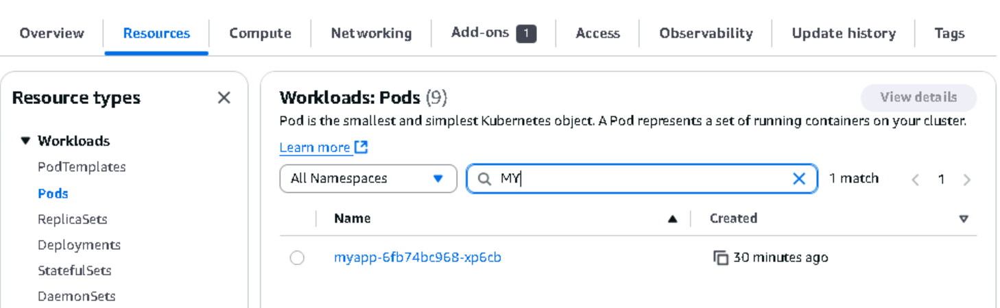 Overview Resources Compute Networking Add-ons 1 Access Observability Update history Tags
Resource types
Workloads
PodTemplates
Pods
ReplicaSets
Deployments
StatefulSets
DaemonSets
Workloads: Pods (9)
View details
Pod is the smallest and simplest Kubernetes object. A Pod represents a set of running containers on your cluster.
Learn more
All Namespaces MY 1 match 1
Name Created
myapp-6fb74bc968-xp6cb 30 minutes ago